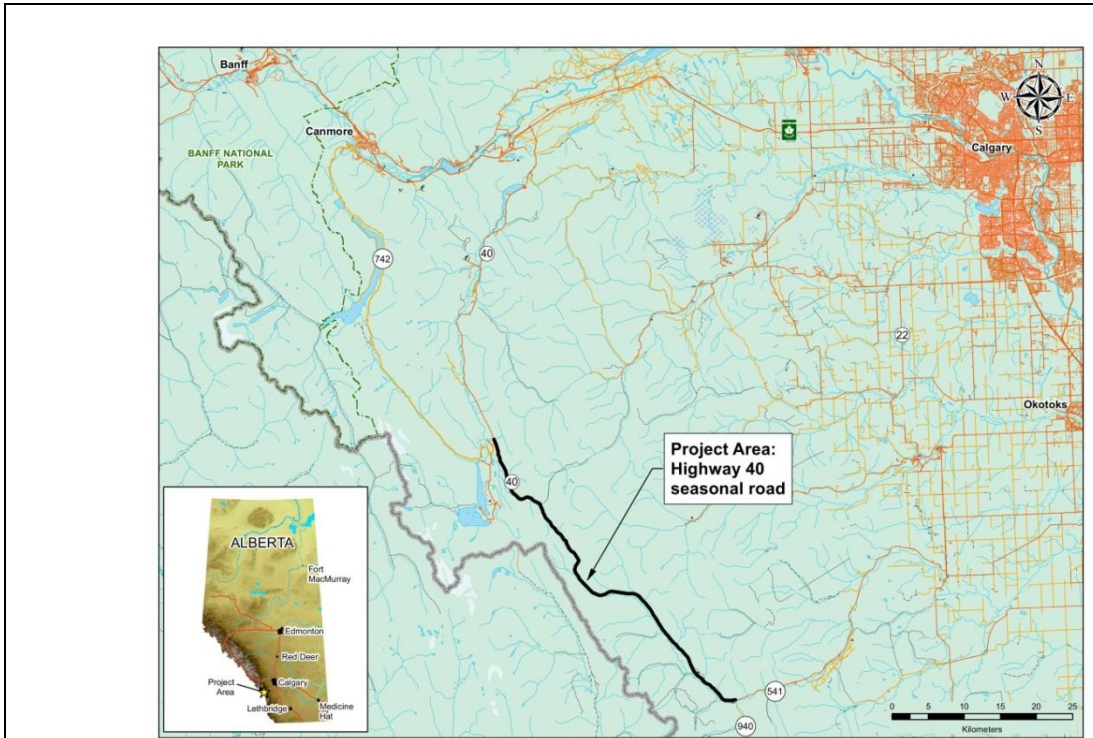 Banff
Canmore
BANFF NATIONAL
PARK
N
W E
S
Calgary
742
40
22
Okotoks
Project Area:
Highway 40
seasonal road
40
541
940
0 5 10 15 20 25
Kilometers
ALBERTA
Fort
MacMurray
Edmonton
Red Deer
Project
Area
Calgary
Lethbridge
Medicine
Hat